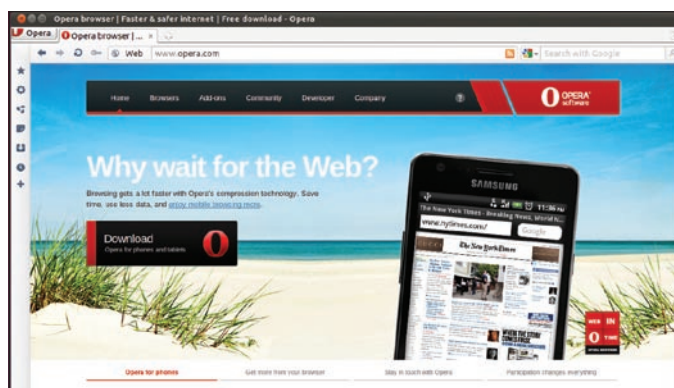 Opera browser | Faster & safer internet | Free download - Opera
Opera Opera browser | ...
Web www.opera.com Search with Google
Home Browsers Add-ons Community Developer Company ? OPERA software
Why wait for the Web?
Browsing gets a lot faster with Opera's compression technology. Save
time, use less data, and enjoy mobile browsing more.
Download
Opera for phones and tablets
SAMSUNG
11:36 PM
The New York Times - Breaking News, World N...
www.nytimes.com/ Google
The New York Times
WEB IN
O TIME
Opera for phones Get more from your browser Stay in touch with Opera Participation changes everything